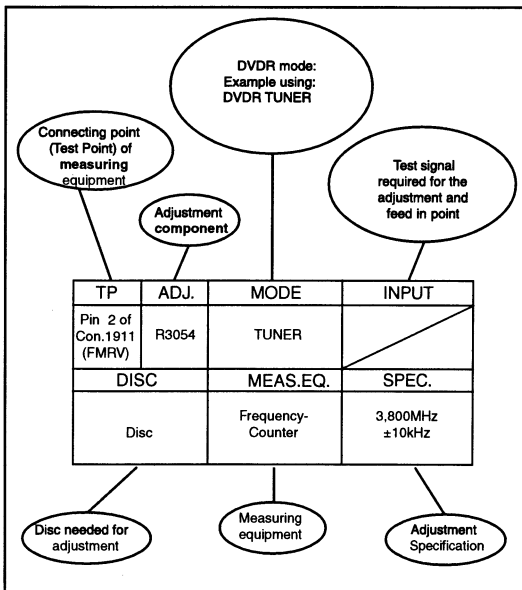 DVDR mode:
Example using:
DVDR TUNER
Connecting point
(Test Point) of
measuring
equipment
Test signal
required for the
adjustment and
feed in point
Adjustment
component
TP ADJ. MODE INPUT
Pin 2 of
Con.1911
(FMRV)
R3054
TUNER
DISC MEAS.EQ. SPEC.
Disc
Frequency-
Counter
3,800MHz
±10kHz
Disc needed for
adjustment
Measuring
equipment
Adjustment
Specification